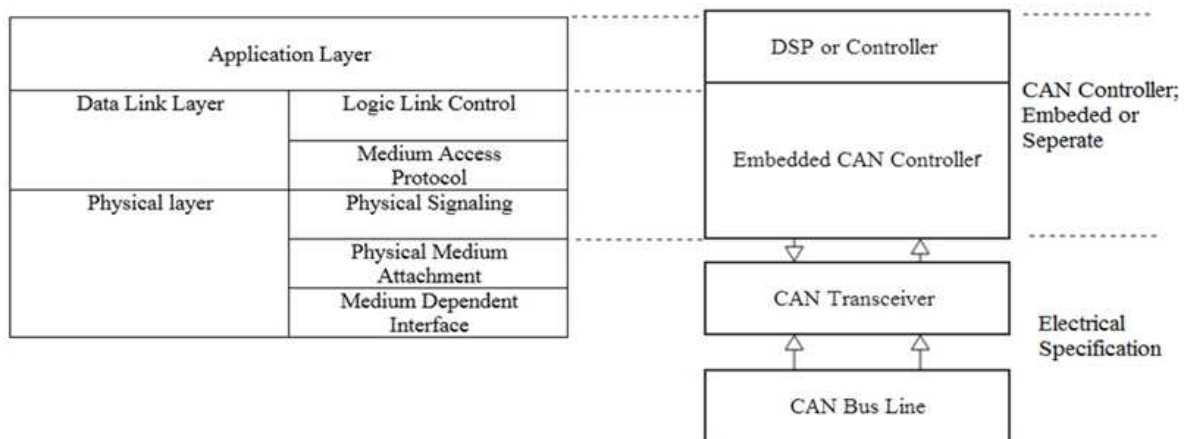 Application Layer
Data Link Layer
Logic Link Control
Medium Access
Protocol
Physical layer
Physical Signaling
Physical Medium
Attachment
Medium Dependent
Interface
DSP or Controller
Embedded CAN Controller
CAN Transceiver
CAN Bus Line
CAN Controller;
Embeded or
Seperate
Electrical
Specification